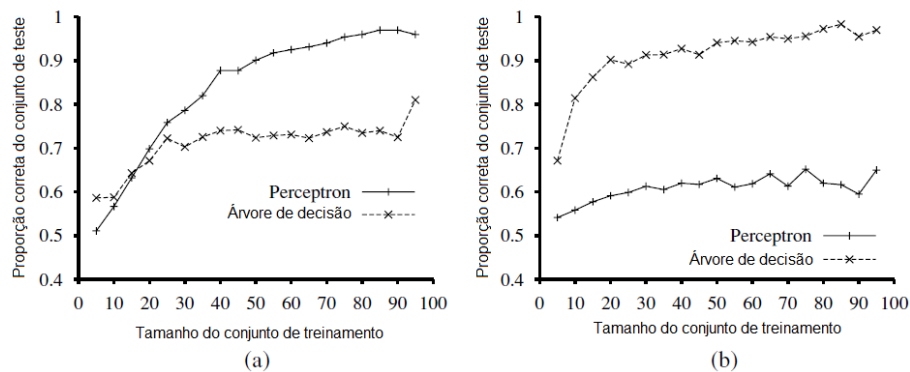 Proporção correta do conjunto de teste
1
0.9
0.8
0.7
0.6
0.5
0.4
Perceptron
Árvore de decisão
0 10 20 30 40 50 60 70 80 90 100
Tamanho do conjunto de treinamento
(a)
Proporção correta do conjunto de teste
1
0.9
0.8
0.7
0.6
0.5
0.4
Perceptron
Árvore de decisão
0 10 20 30 40 50 60 70 80 90 100
Tamanho do conjunto de treinamento
(b)